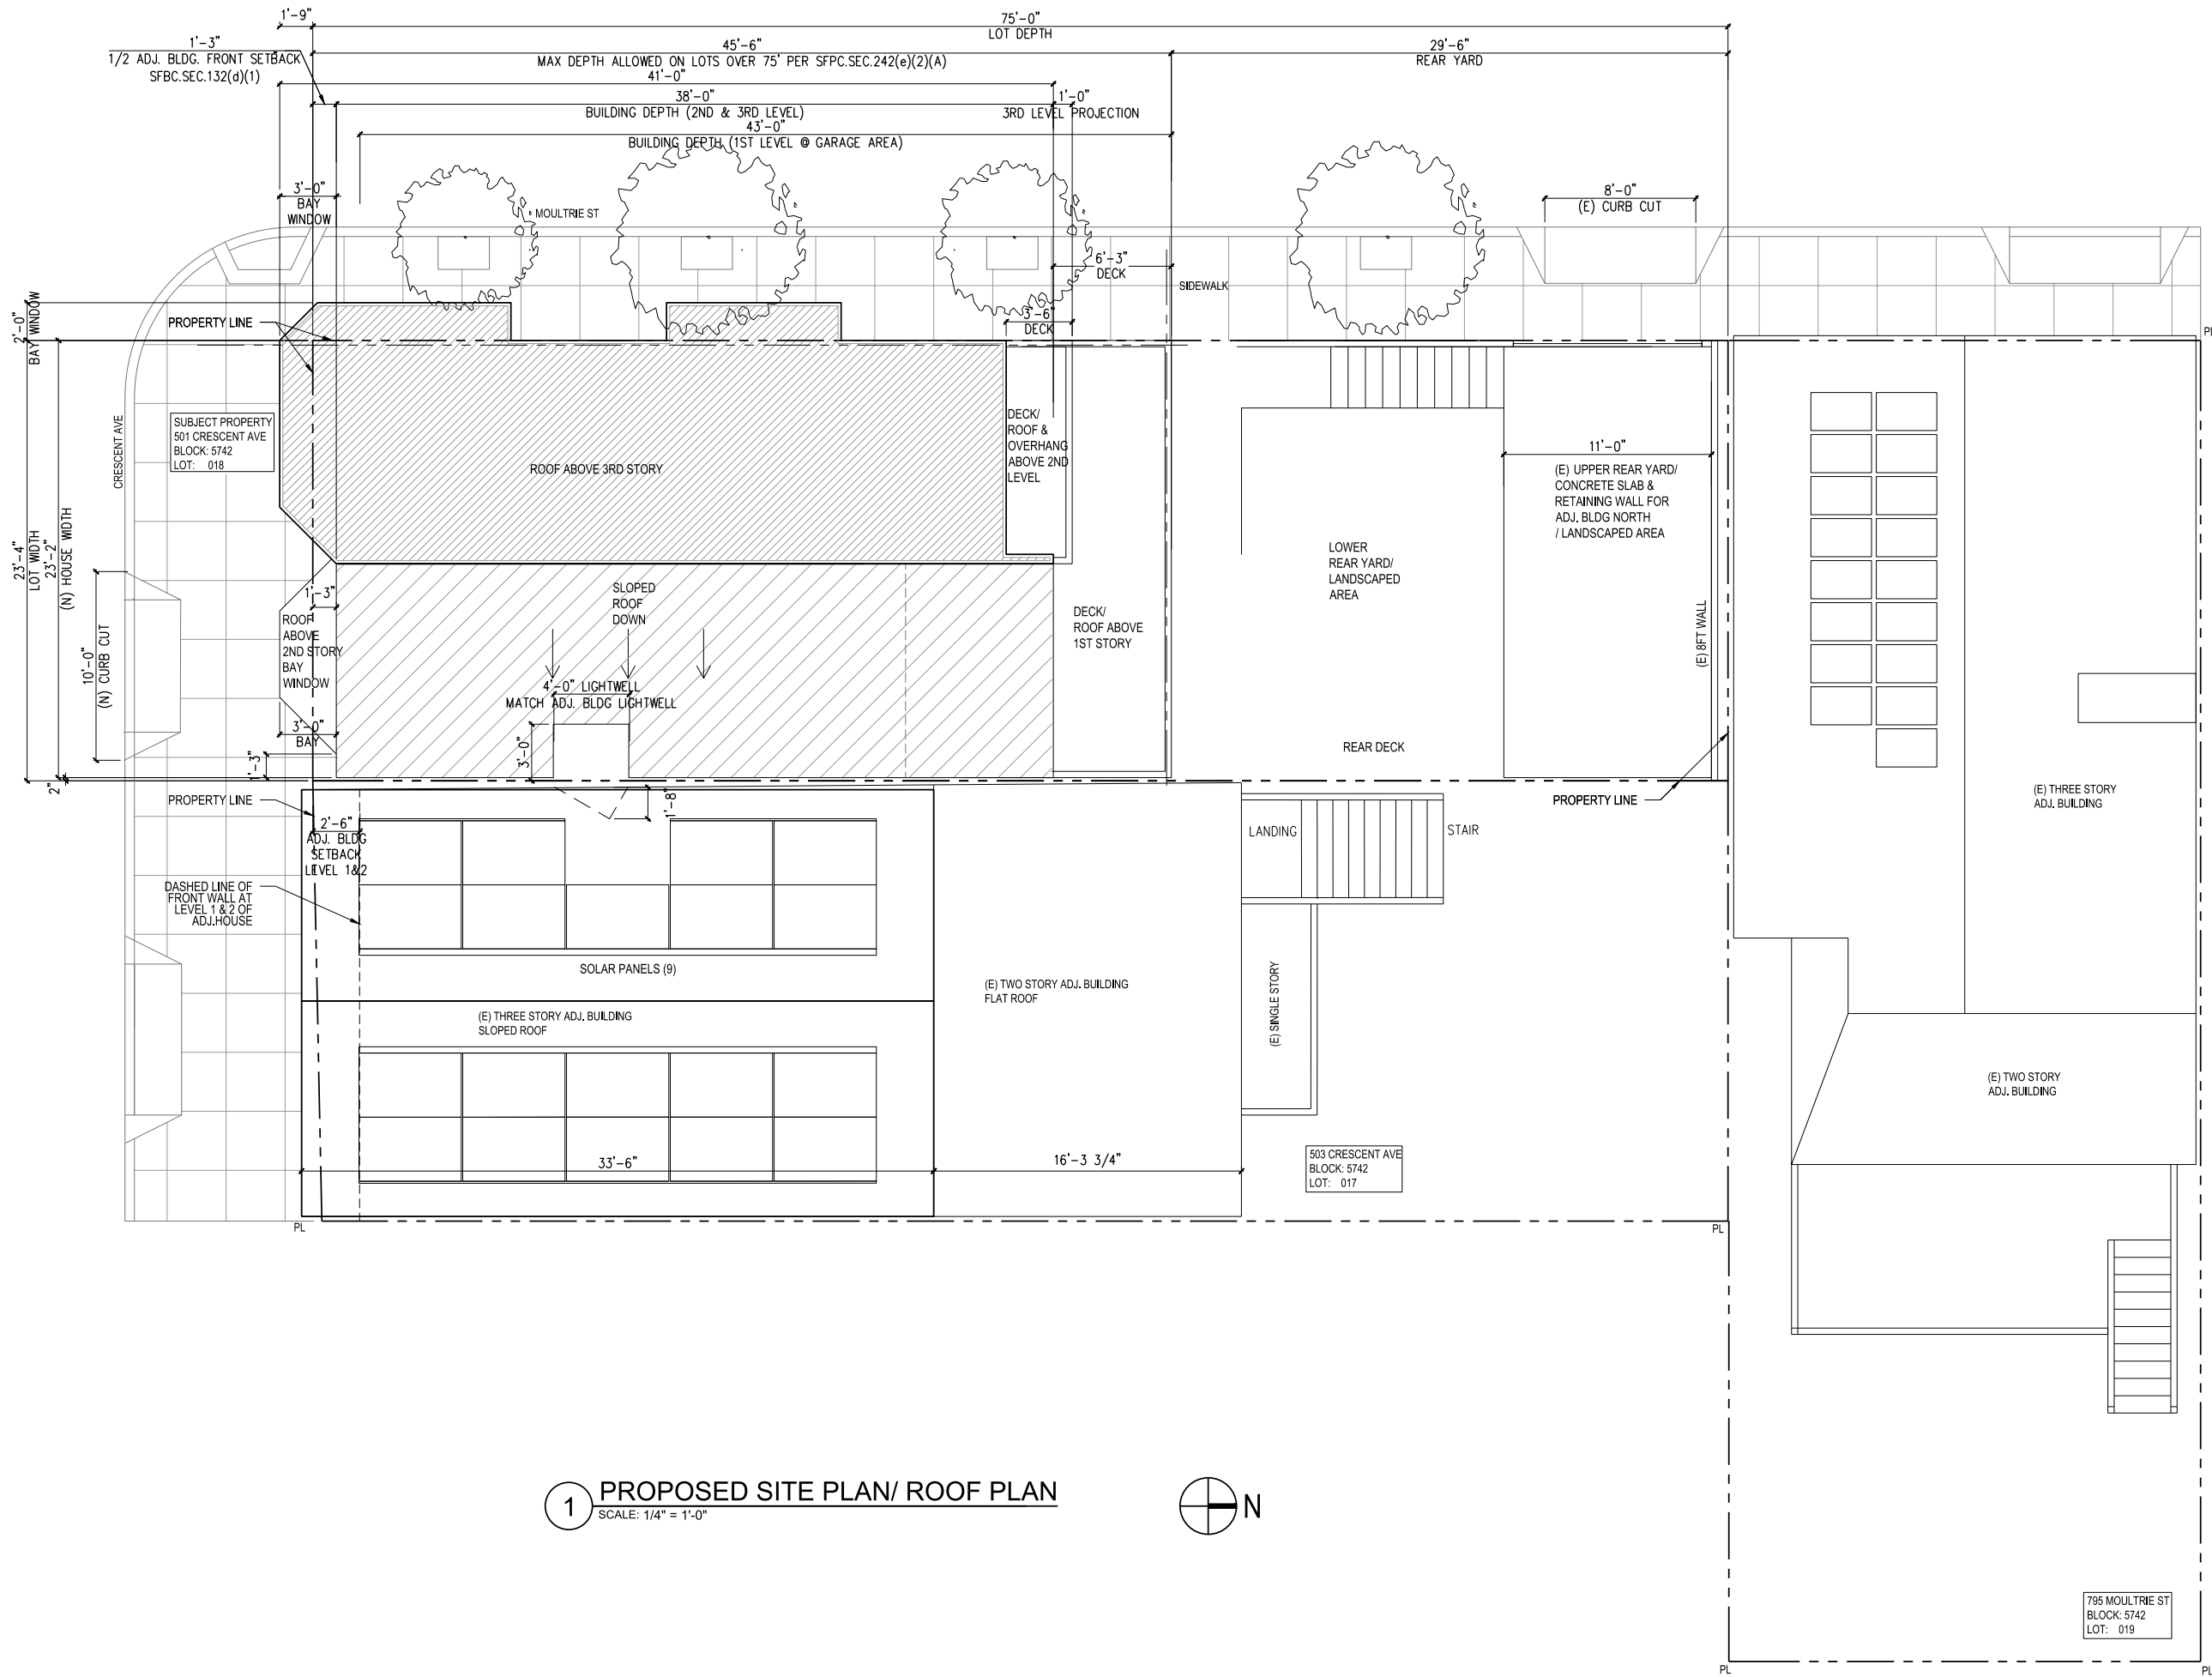 1'-9"
75'-0"
LOT DEPTH
1'-3"
1/2 ADJ. BLDG. FRONT SETBACK
SFBC.SEC.132(d)(1)
45'-6"
MAX DEPTH ALLOWED ON LOTS OVER 75' PER SFPC.SEC.242(e)(2)(A)
29'-6"
REAR YARD
41'-0"
38'-0"
BUILDING DEPTH (2ND & 3RD LEVEL)
1'-0"
3RD LEVEL PROJECTION
43'-0"
BUILDING DEPTH (1ST LEVEL @ GARAGE AREA)
3'-0"
BAY
WINDOW
MOULTRIE ST
8'-0"
(E) CURB CUT
6'-3"
DECK
SIDEWALK
3'-6"
DECK
2'-0"
BAY WINDOW
PROPERTY LINE
PL
CRESCENT AVE
SUBJECT PROPERTY
501 CRESCENT AVE
BLOCK: 5742
LOT: 018
ROOF ABOVE 3RD STORY
DECK/
ROOF &
OVERHANG
ABOVE 2ND
LEVEL
11'-0"
(E) UPPER REAR YARD/
CONCRETE SLAB &
RETAINING WALL FOR
ADJ. BLDG NORTH
/ LANDSCAPED AREA
23'-4"
LOT WIDTH
23'-2"
(N) HOUSE WIDTH
10'-0"
(N) CURB CUT
LOWER
REAR YARD/
LANDSCAPED
AREA
1'-3"
SLOPED
ROOF
DOWN
ROOF
ABOVE
2ND STORY
BAY
WINDOW
DECK/
ROOF ABOVE
1ST STORY
(E) 8FT WALL
4'-0" LIGHTWELL
MATCH ADJ. BLDG LIGHTWELL
3'-0"
BAY
3'-0"
1'-3"
REAR DECK
2"
PROPERTY LINE
1'-8"
PROPERTY LINE
(E) THREE STORY
ADJ. BUILDING
2'-6"
ADJ. BLDG
SETBACK
LEVEL 1&2
LANDING
STAIR
DASHED LINE OF
FRONT WALL AT
LEVEL 1 & 2 OF
ADJ.HOUSE
SOLAR PANELS (9)
(E) TWO STORY ADJ. BUILDING
FLAT ROOF
(E) SINGLE STORY
(E) THREE STORY ADJ. BUILDING
SLOPED ROOF
(E) TWO STORY
ADJ. BUILDING
33'-6"
16'-3 3/4"
503 CRESCENT AVE
BLOCK: 5742
LOT: 017
PL
PL
1
PROPOSED SITE PLAN/ ROOF PLAN
SCALE: 1/4" = 1'-0"
N
795 MOULTRIE ST
BLOCK: 5742
LOT: 019
PL
PL